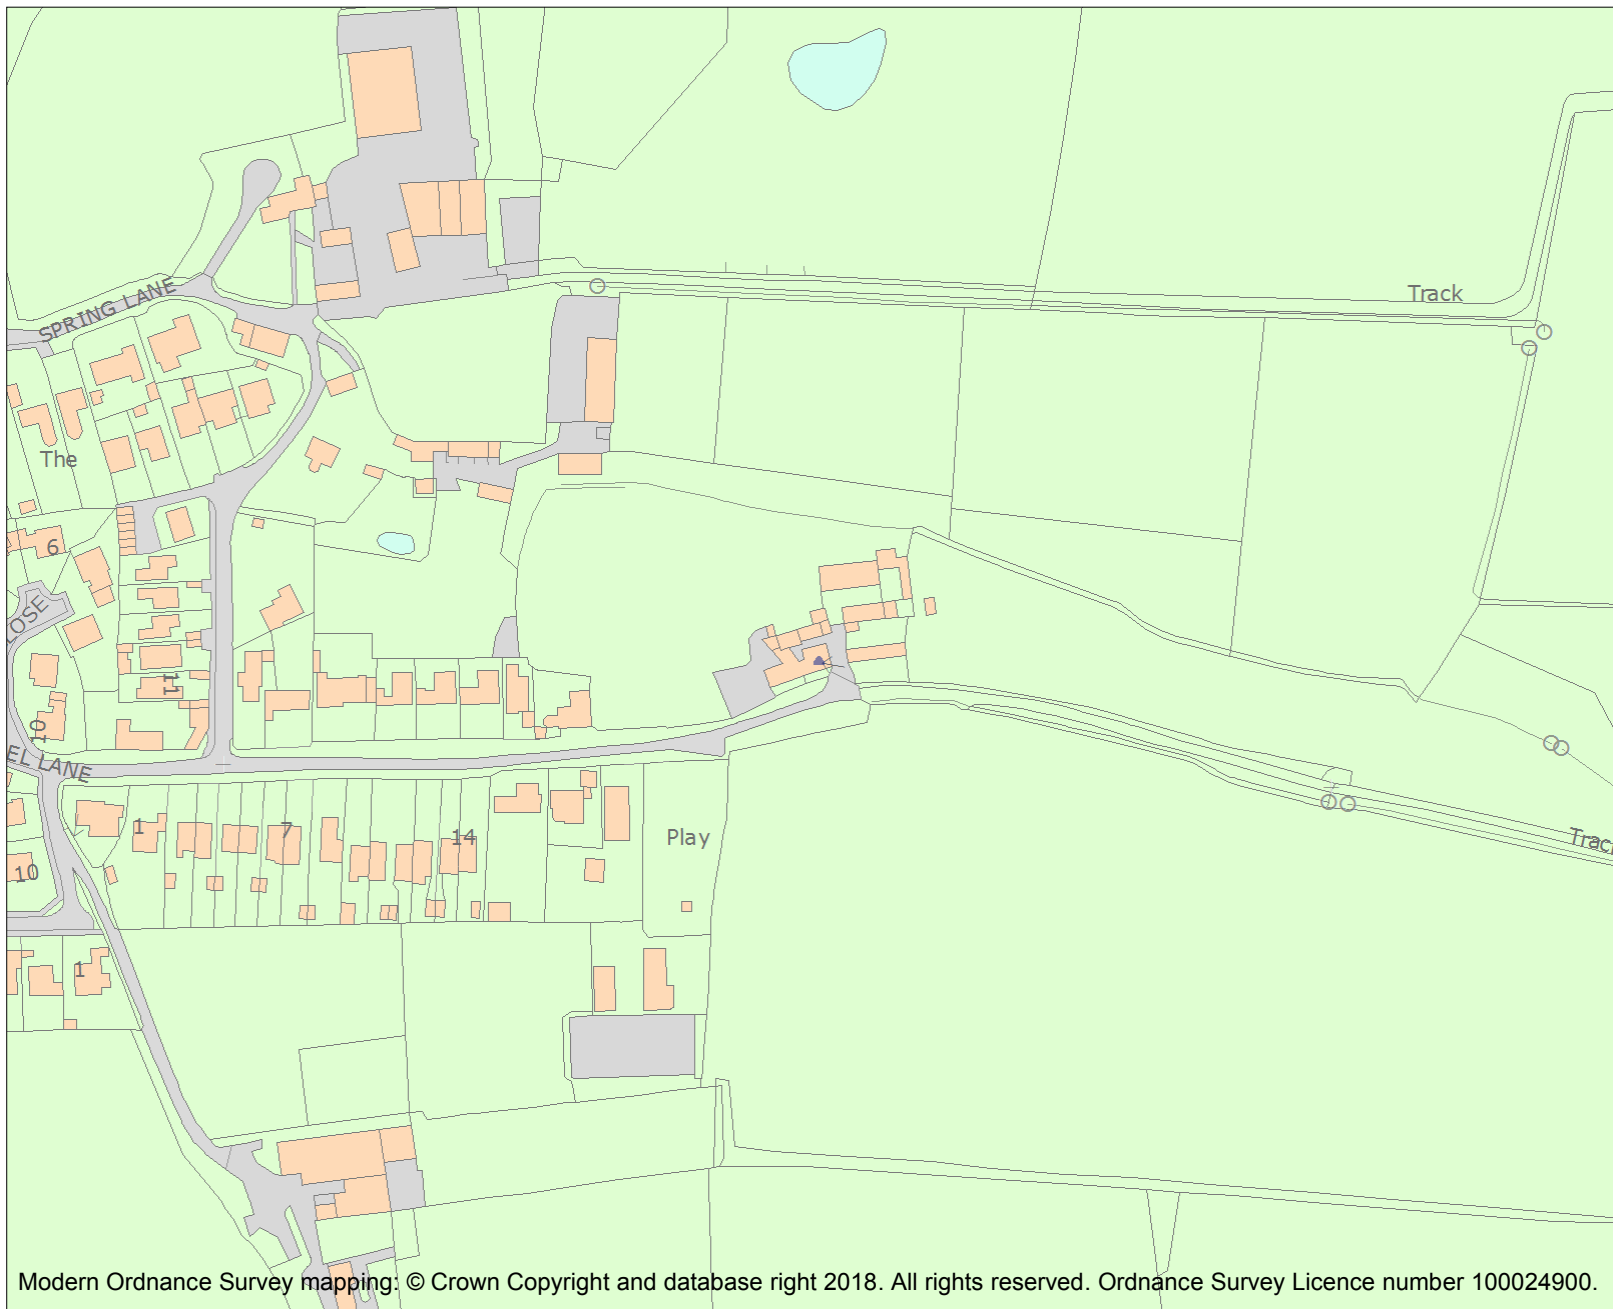 SPRING LANE
Track
The
6
LOSE
11
10
EL LANE
1
7
14
Play
Trac
10
1
Modern Ordnance Survey mapping: © Crown Copyright and database right 2018. All rights reserved. Ordnance Survey Licence number 100024900.